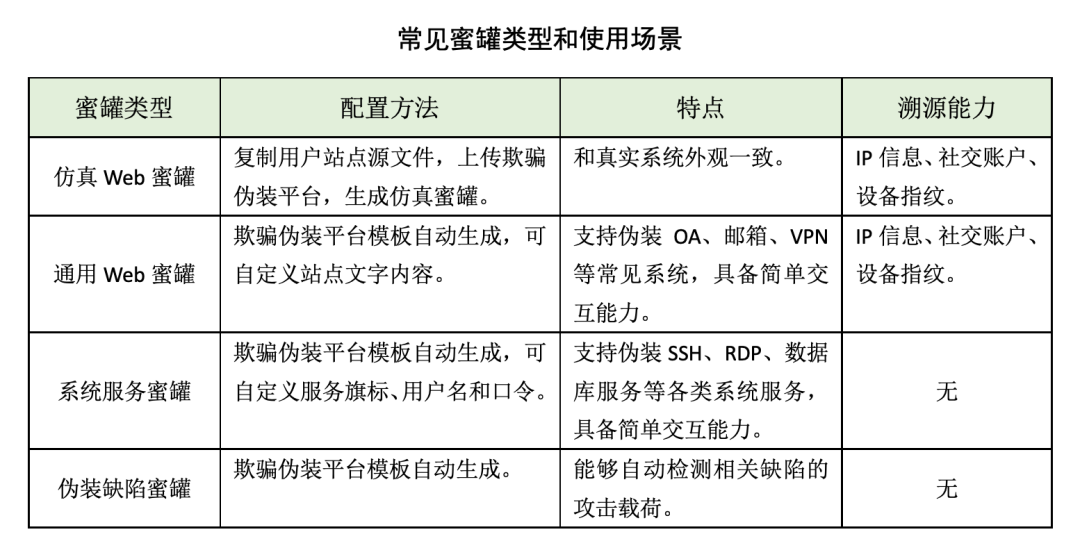 常见蜜罐类型和使用场景
蜜罐类型
配置方法
特点
溯源能力
仿真 Web 蜜罐
复制用户站点源文件，上传欺骗
伪装平台，生成仿真蜜罐。
和真实系统外观一致。
IP 信息、社交账户、
设备指纹。
通用 Web 蜜罐
欺骗伪装平台模板自动生成，可
自定义站点文字内容。
支持伪装 OA、邮箱、VPN
等常见系统，具备简单交
互能力。
IP 信息、社交账户、
设备指纹。
系统服务蜜罐
欺骗伪装平台模板自动生成，可
自定义服务旗标、用户名和口令。
支持伪装 SSH、RDP、数据
库服务等各类系统服务，
具备简单交互能力。
无
伪装缺陷蜜罐
欺骗伪装平台模板自动生成。
能够自动检测相关缺陷的
攻击载荷。
无